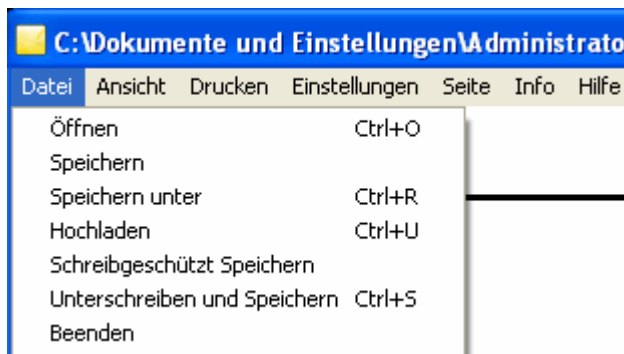 C:\Dokumente und Einstellungen\Administrato
Datei Ansicht Drucken Einstellungen Seite Info Hilfe
Öffnen Ctrl+O
Speichern
Speichern unter Ctrl+R
Hochladen Ctrl+U
Schreibgeschützt Speichern
Unterschreiben und Speichern Ctrl+S
Beenden